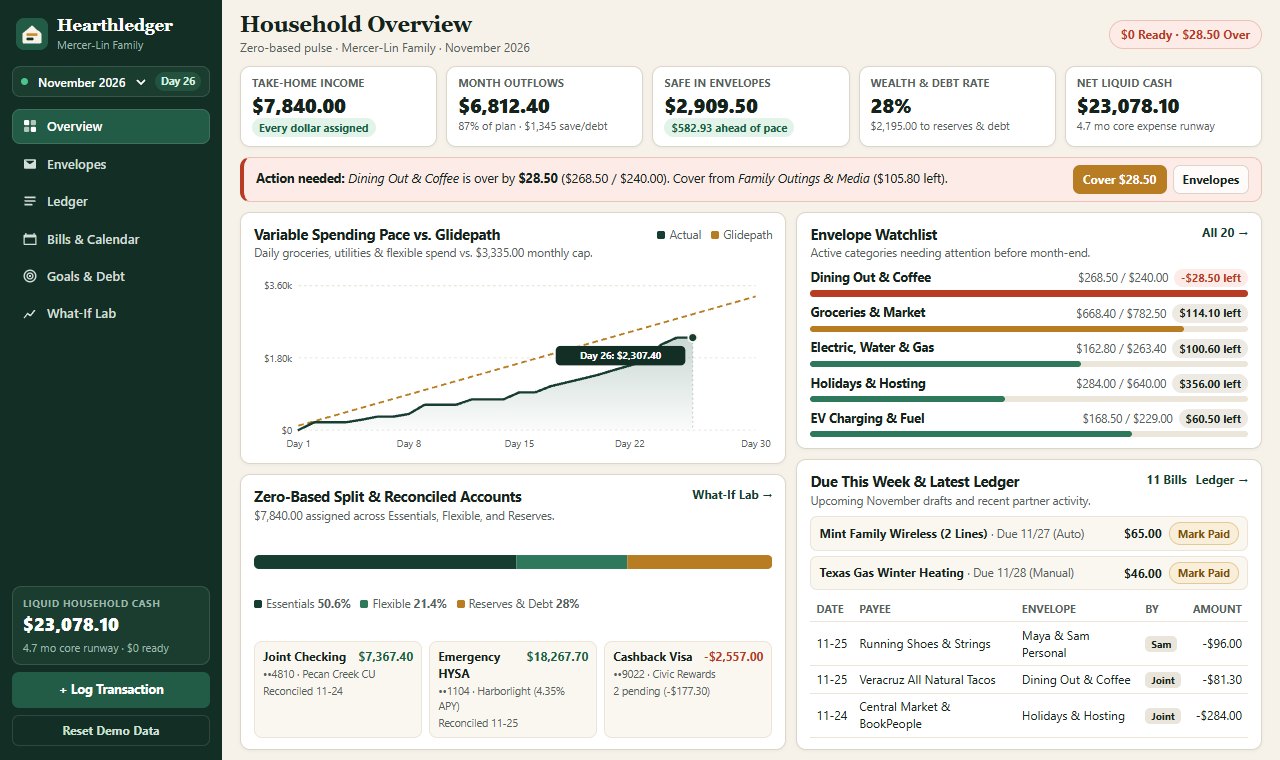 Hearthledger
Mercer-Lin Family
November 2026
Day 26
Overview
Envelopes
Ledger
Bills & Calendar
Goals & Debt
What-If Lab
LIQUID HOUSEHOLD CASH
$23,078.10
4.7 mo core runway · $0 ready
+ Log Transaction
Reset Demo Data
Household Overview
Zero-based pulse · Mercer-Lin Family · November 2026
$0 Ready · $28.50 Over
TAKE-HOME INCOME
$7,840.00
Every dollar assigned
MONTH OUTFLOWS
$6,812.40
87% of plan · $1,345 save/debt
SAFE IN ENVELOPES
$2,909.50
$582.93 ahead of pace
WEALTH & DEBT RATE
28%
$2,195.00 to reserves & debt
NET LIQUID CASH
$23,078.10
4.7 mo core expense runway
Action needed: Dining Out & Coffee is over by $28.50 ($268.50 / $240.00). Cover from Family Outings & Media ($105.80 left).
Cover $28.50
Envelopes
Variable Spending Pace vs. Glidepath
Actual
Glidepath
Daily groceries, utilities & flexible spend vs. $3,335.00 monthly cap.
$3.60k
$1.80k
$0
Day 26: $2,307.40
Day 1
Day 8
Day 15
Day 22
Day 30
Zero-Based Split & Reconciled Accounts
What-If Lab →
$7,840.00 assigned across Essentials, Flexible, and Reserves.
Essentials 50.6%
Flexible 21.4%
Reserves & Debt 28%
Joint Checking $7,367.40
••4810 · Pecan Creek CU
Reconciled 11-24
Emergency HYSA $18,267.70
••1104 · Harborlight (4.35% APY)
Reconciled 11-25
Cashback Visa -$2,557.00
••9022 · Civic Rewards
2 pending (-$177.30)
Envelope Watchlist
All 20 →
Active categories needing attention before month-end.
Dining Out & Coffee $268.50 / $240.00 -$28.50 left
Groceries & Market $668.40 / $782.50 $114.10 left
Electric, Water & Gas $162.80 / $263.40 $100.60 left
Holidays & Hosting $284.00 / $640.00 $356.00 left
EV Charging & Fuel $168.50 / $229.00 $60.50 left
Due This Week & Latest Ledger
11 Bills
Ledger →
Upcoming November drafts and recent partner activity.
Mint Family Wireless (2 Lines) · Due 11/27 (Auto) $65.00 Mark Paid
Texas Gas Winter Heating · Due 11/28 (Manual) $46.00 Mark Paid
DATE PAYEE ENVELOPE BY AMOUNT
11-25 Running Shoes & Strings Maya & Sam Personal Sam -$96.00
11-25 Veracruz All Natural Tacos Dining Out & Coffee Joint -$81.30
11-24 Central Market & BookPeople Holidays & Hosting Joint -$284.00